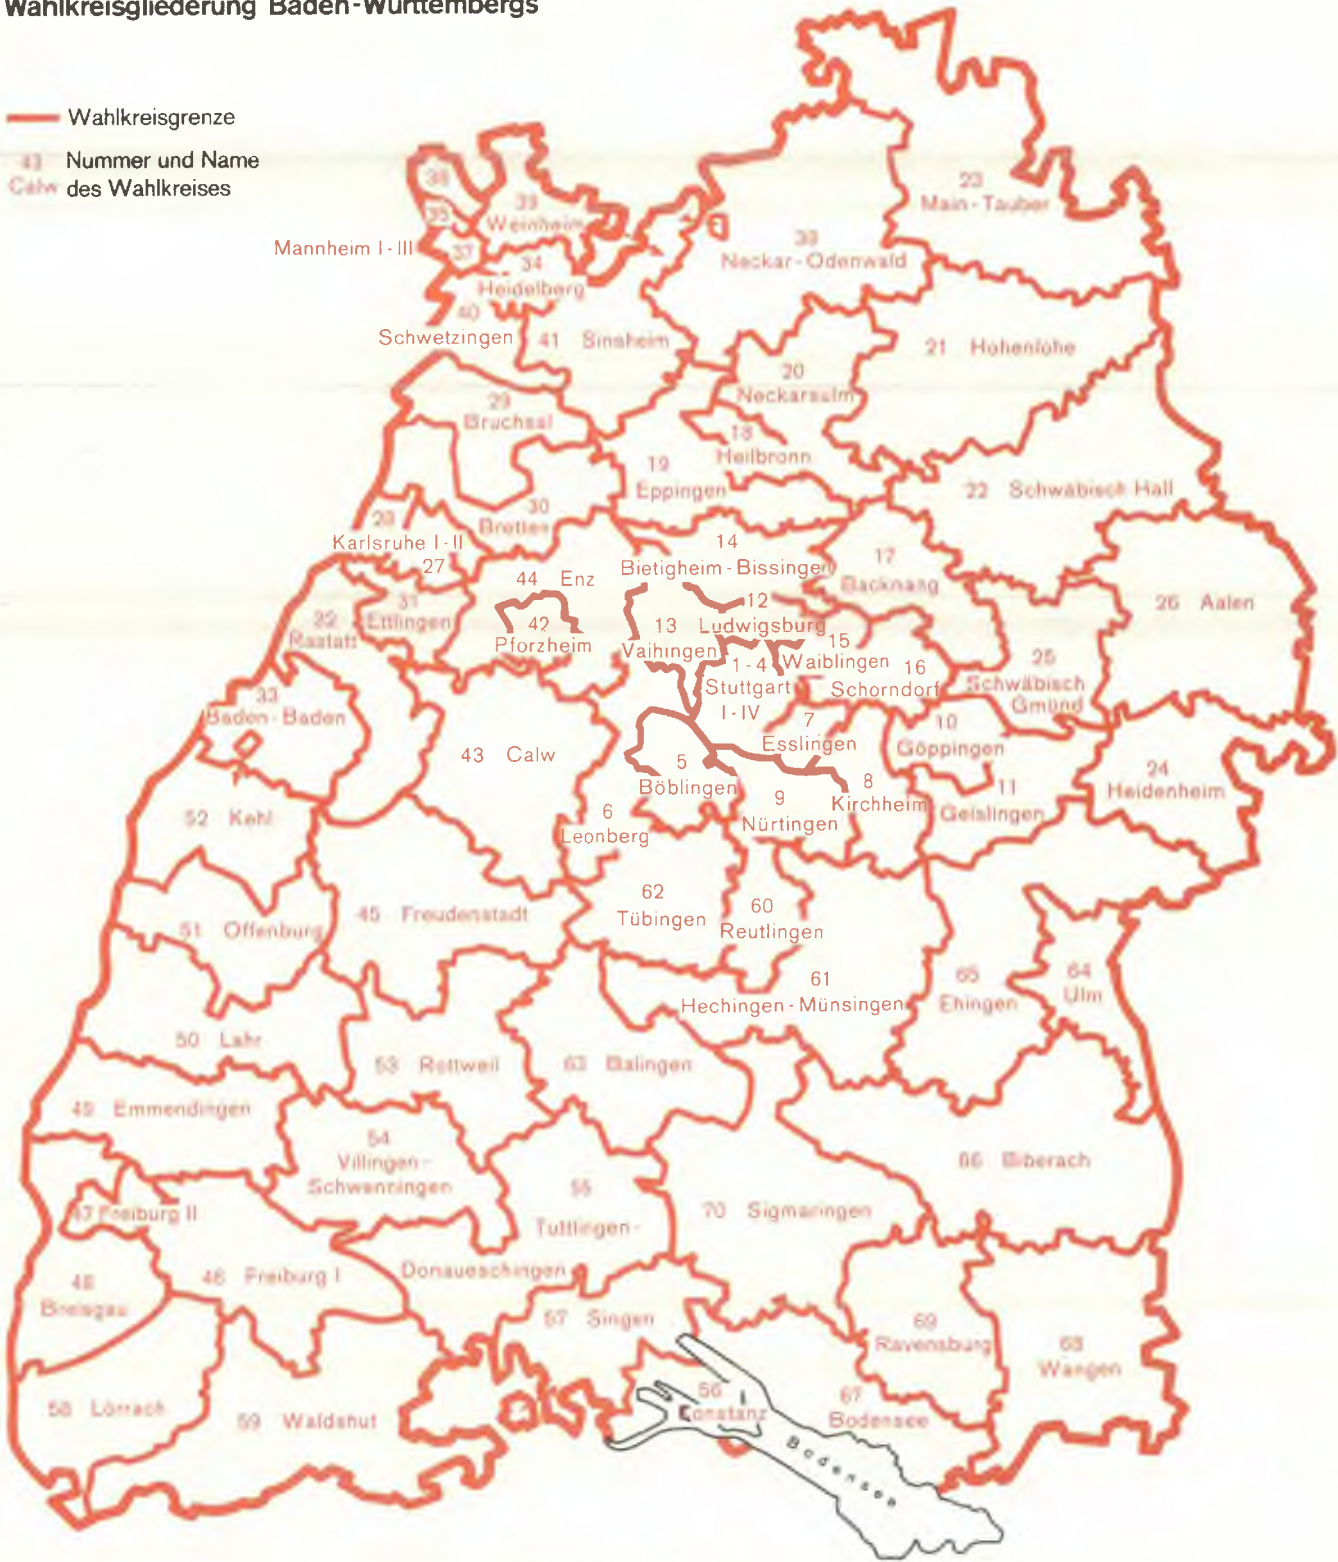 Wahlkreisgliederung Baden-Württembergs
Wahlkreisgrenze
43 Nummer und Name
Calw des Wahlkreises
23
Main-Tauber
38
39
Weinheim
35
Mannheim I-III
37
34
Heidelberg
Neckar-Odenwald
40
Schwetzingen
41 Sinsheim
21 Hohenlohe
20
Neckarsulm
29
Bruchsal
18
Heilbronn
19
Eppingen
22 Schwäbisch Hall
30
Bretten
28
Karlsruhe I-II
27
14
Bietigheim-Bissingen
17
Backnang
44 Enz
26 Aalen
31
Ettlingen
Rastatt
42
Pforzheim
12
Ludwigsburg
13
Vaihingen
15
Waiblingen
16
Schorndorf
1-4
Stuttgart
I-IV
25
Schwäbisch
Gmünd
33
Baden-Baden
7
Esslingen
10
Göppingen
43 Calw
5
Böblingen
8
Kirchheim
24
Heidenheim
11
Geislingen
9
Nürtingen
6
Leonberg
52 Kehl
62
Tübingen
60
Reutlingen
45 Freudenstadt
51 Offenburg
61
Hechingen-Münsingen
65
Ehingen
64
Ulm
50 Lahr
53 Rottweil
63 Balingen
49 Emmendingen
54
Villingen-
Schwenningen
66 Biberach
55
Tuttlingen-
Donaueschingen
70 Sigmaringen
47 Freiburg II
46 Freiburg I
48
Breisgau
57 Singen
69
Ravensburg
68
Wangen
58 Lörrach
59 Waldshut
56
Constanz
67
Bodensee
Bodensee